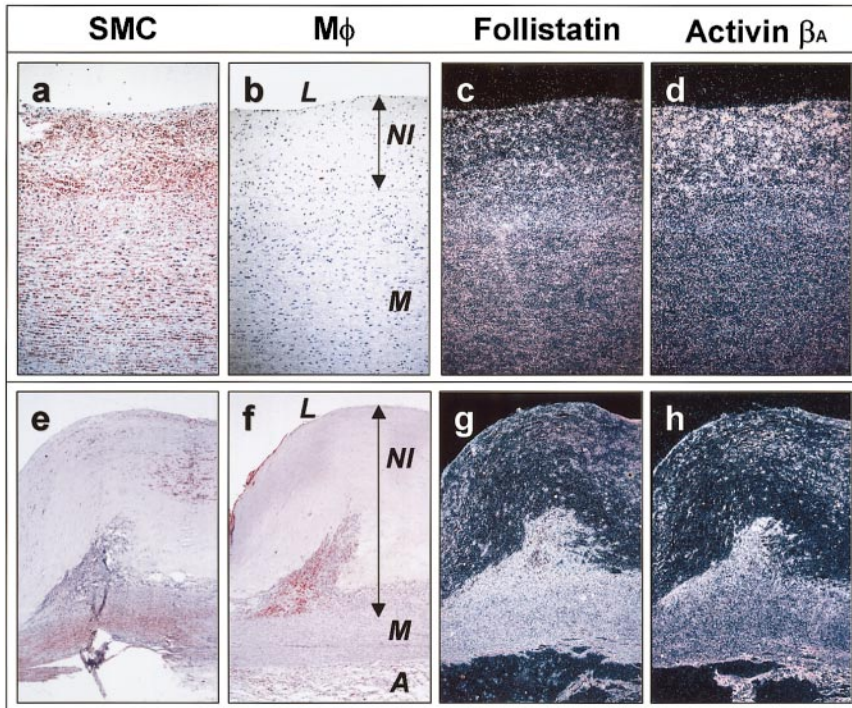 SMC Mϕ Follistatin Activin βA
a b L NI c d
M
e f L NI g h
M
A